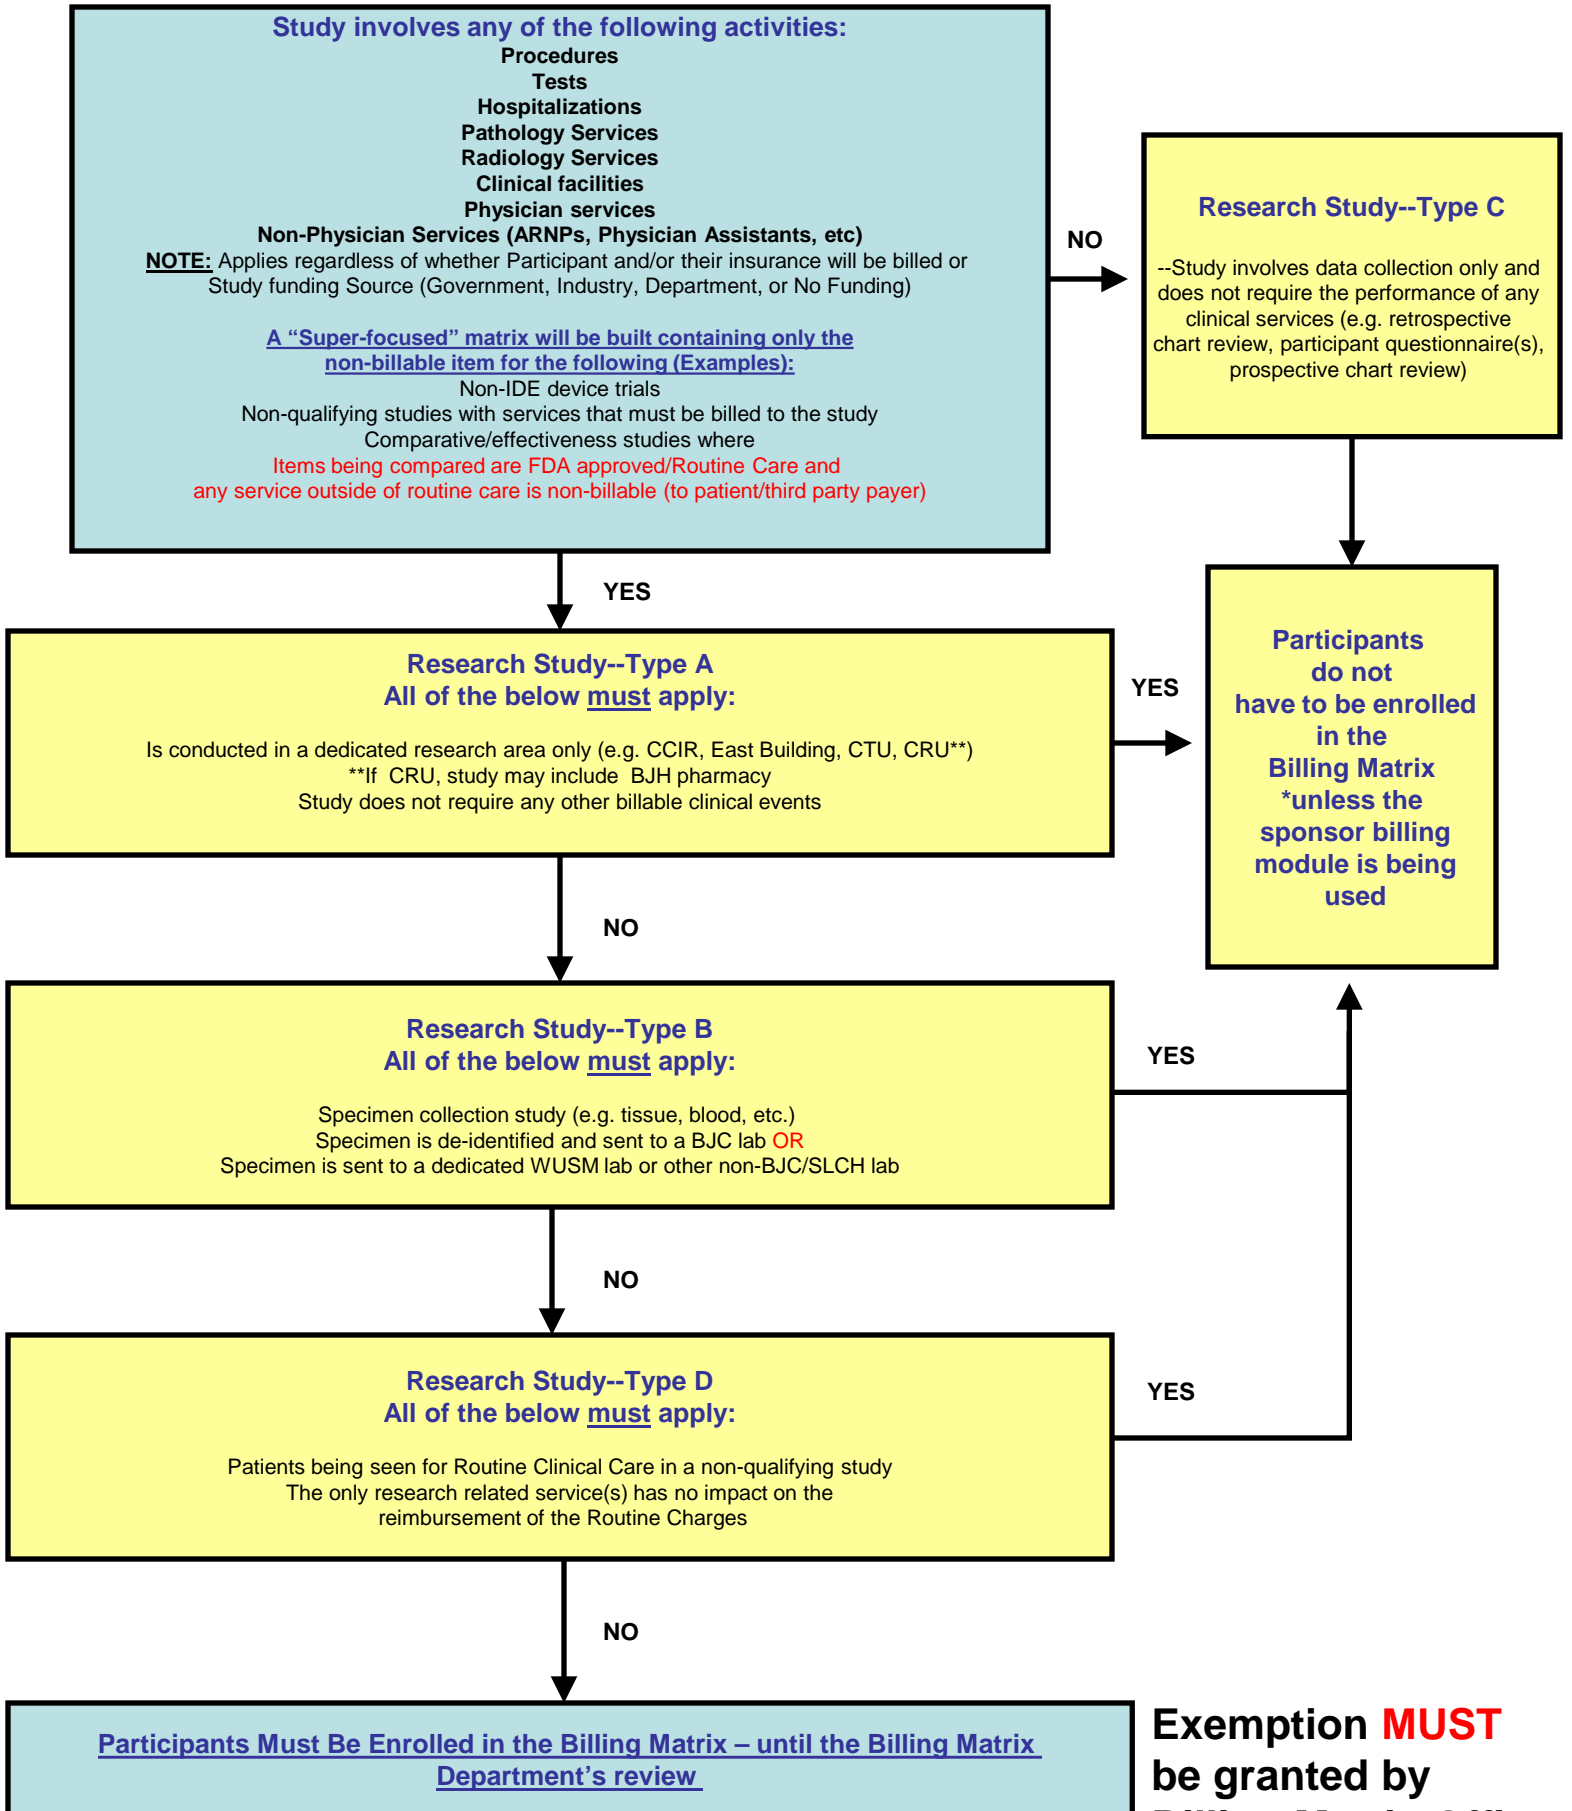 Study involves any of the following activities:
Procedures
Tests
Hospitalizations
Pathology Services
Radiology Services
Clinical facilities
Physician services
Non-Physician Services (ARNPs, Physician Assistants, etc)
NOTE: Applies regardless of whether Participant and/or their insurance will be billed or
Study funding Source (Government, Industry, Department, or No Funding)
A “Super-focused” matrix will be built containing only the
non-billable item for the following (Examples):
Non-IDE device trials
Non-qualifying studies with services that must be billed to the study
Comparative/effectiveness studies where
Items being compared are FDA approved/Routine Care and
any service outside of routine care is non-billable (to patient/third party payer)
NO
Research Study--Type C
--Study involves data collection only and
does not require the performance of any
clinical services (e.g. retrospective
chart review, participant questionnaire(s),
prospective chart review)
YES
Research Study--Type A
All of the below must apply:
Is conducted in a dedicated research area only (e.g. CCIR, East Building, CTU, CRU**)
**If CRU, study may include BJH pharmacy
Study does not require any other billable clinical events
YES
Participants
do not
have to be enrolled
in the
Billing Matrix
*unless the
sponsor billing
module is being
used
NO
Research Study--Type B
All of the below must apply:
Specimen collection study (e.g. tissue, blood, etc.)
Specimen is de-identified and sent to a BJC lab OR
Specimen is sent to a dedicated WUSM lab or other non-BJC/SLCH lab
YES
NO
Research Study--Type D
All of the below must apply:
Patients being seen for Routine Clinical Care in a non-qualifying study
The only research related service(s) has no impact on the
reimbursement of the Routine Charges
YES
NO
Participants Must Be Enrolled in the Billing Matrix – until the Billing Matrix
Department’s review
Exemption MUST
be granted by